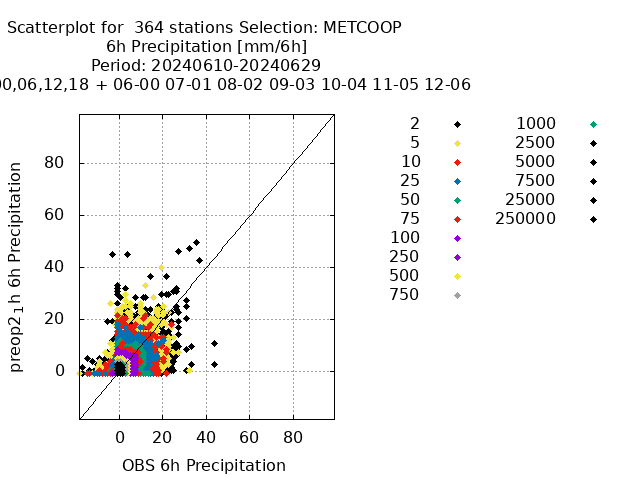 Scatterplot for 364 stations Selection: METCOOP
6h Precipitation [mm/6h]
Period: 20240610-20240629
00,06,12,18 + 06-00 07-01 08-02 09-03 10-04 11-05 12-06
preop2_1h 6h Precipitation
80
60
40
20
0
0 20 40 60 80
OBS 6h Precipitation
2 1000
5 2500
10 5000
25 7500
50 25000
75 250000
100
250
500
750